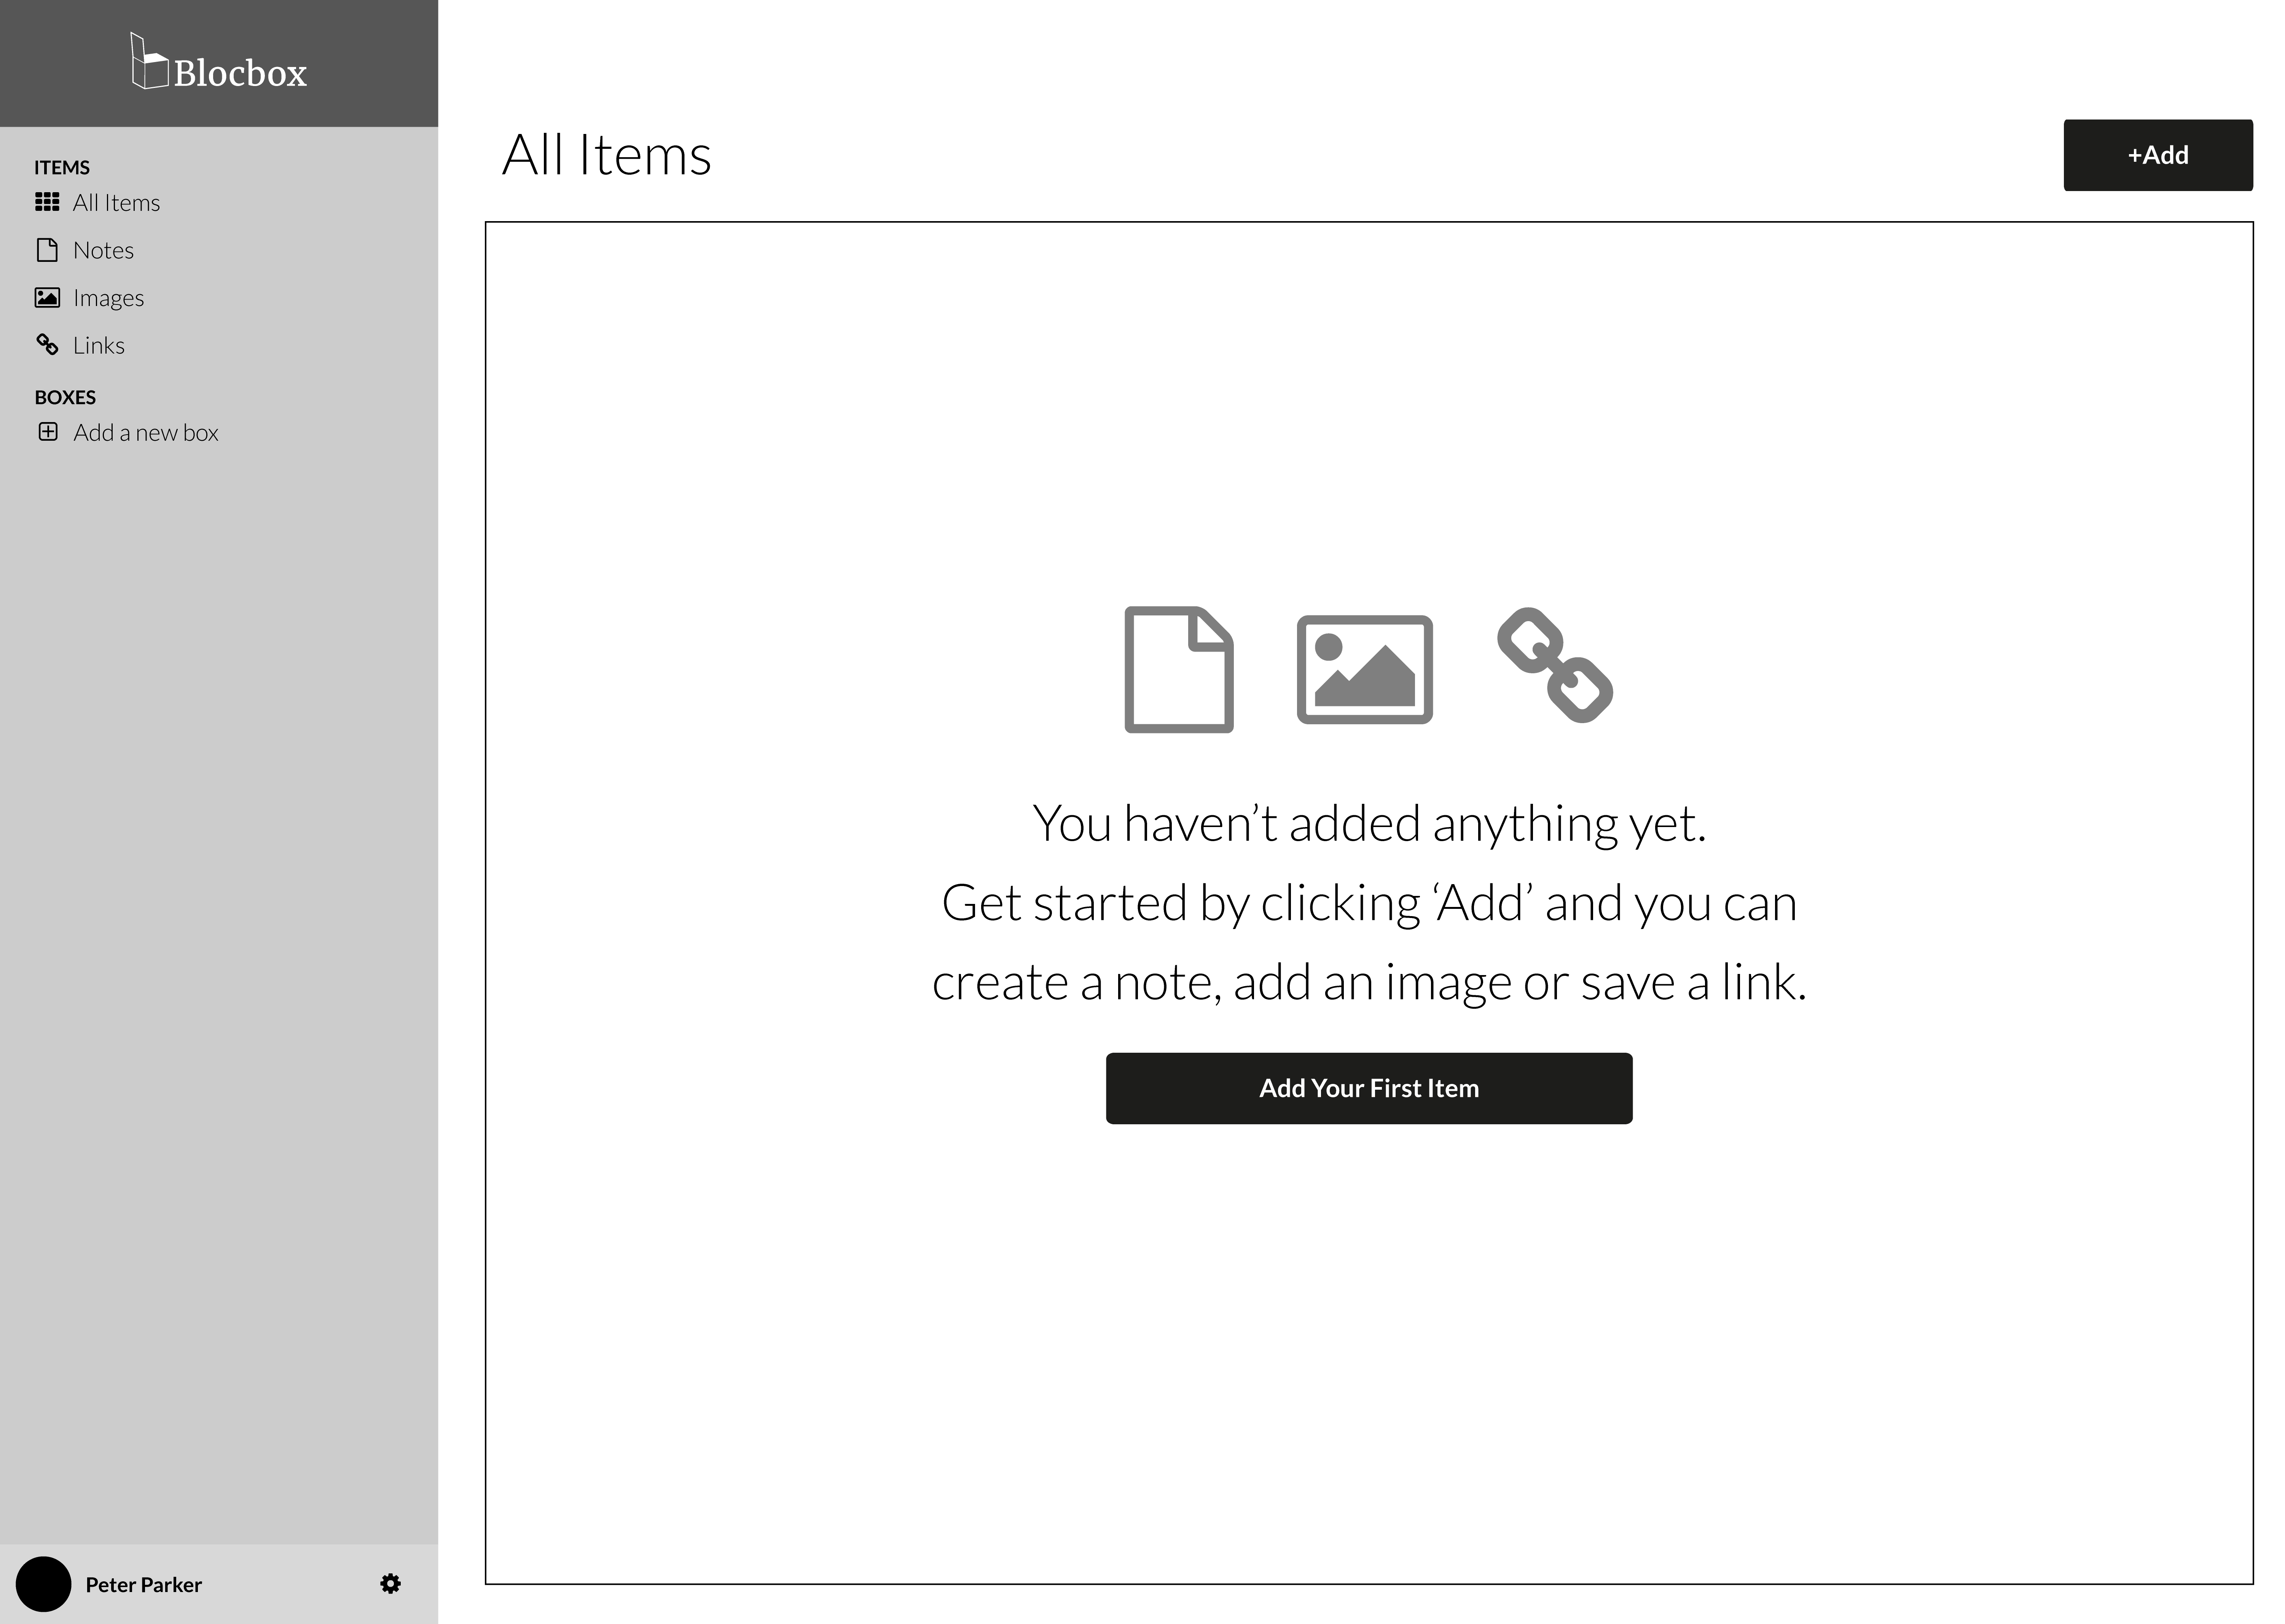 Blocbox
ITEMS
All Items
Notes
Images
Links
BOXES
Add a new box
Peter Parker
All Items
+Add
You haven’t added anything yet.
Get started by clicking ‘Add’ and you can
create a note, add an image or save a link.
Add Your First Item